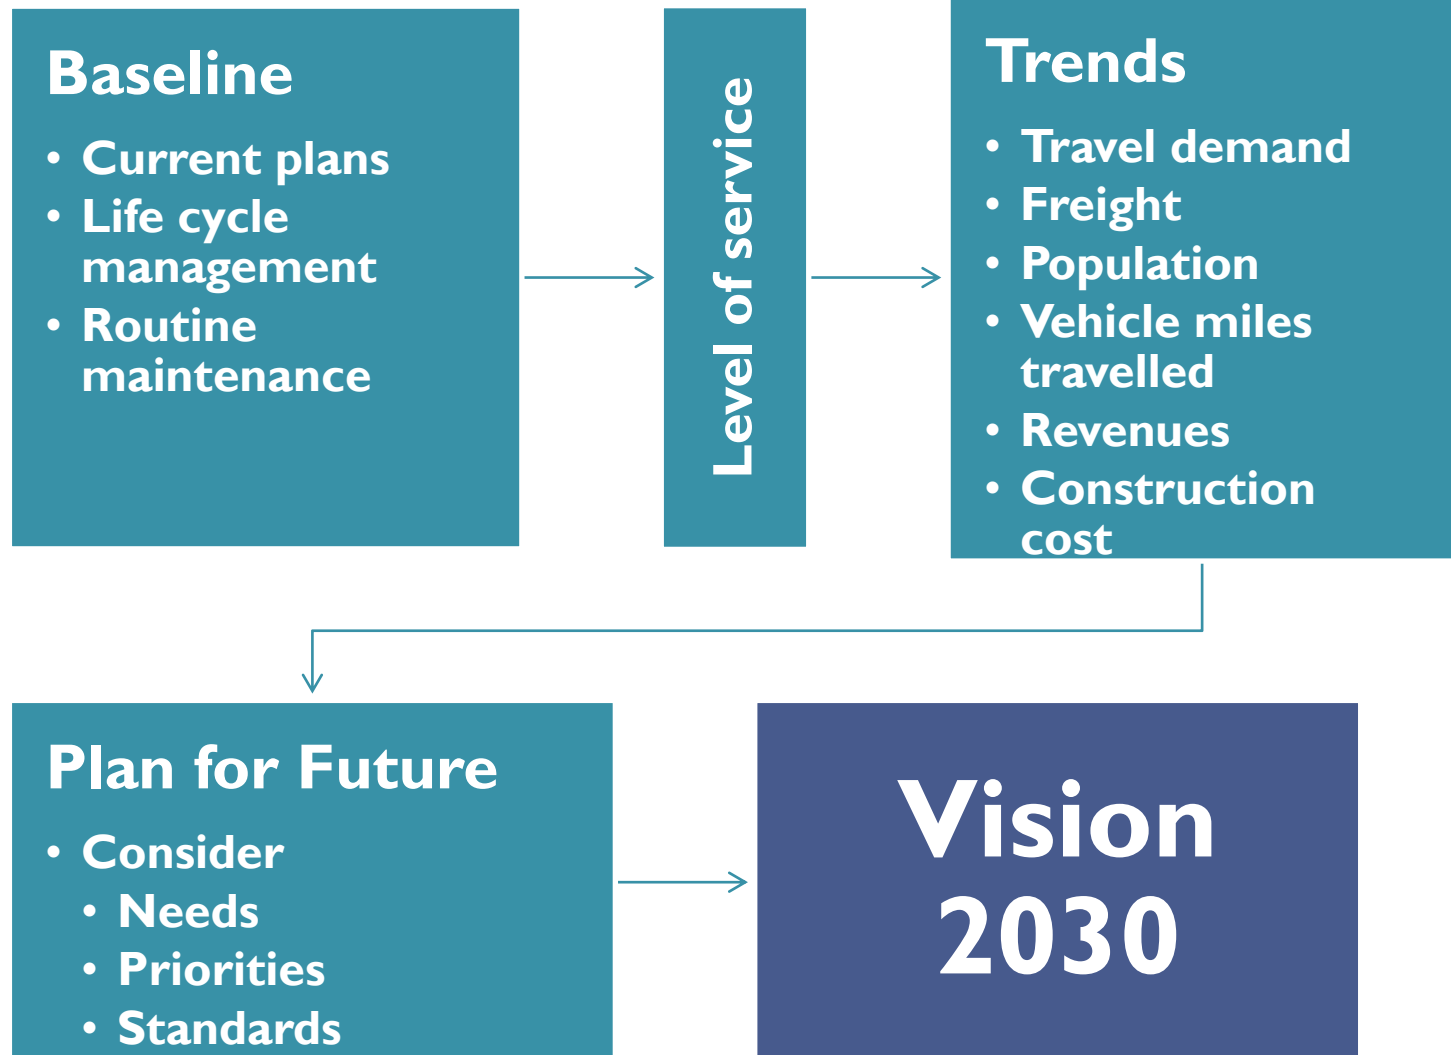 Baseline
• Current plans
• Life cycle
management
• Routine
maintenance
Level of service
Trends
• Travel demand
• Freight
• Population
• Vehicle miles
travelled
• Revenues
• Construction
cost
Plan for Future
• Consider
• Needs
• Priorities
• Standards
Vision
2030